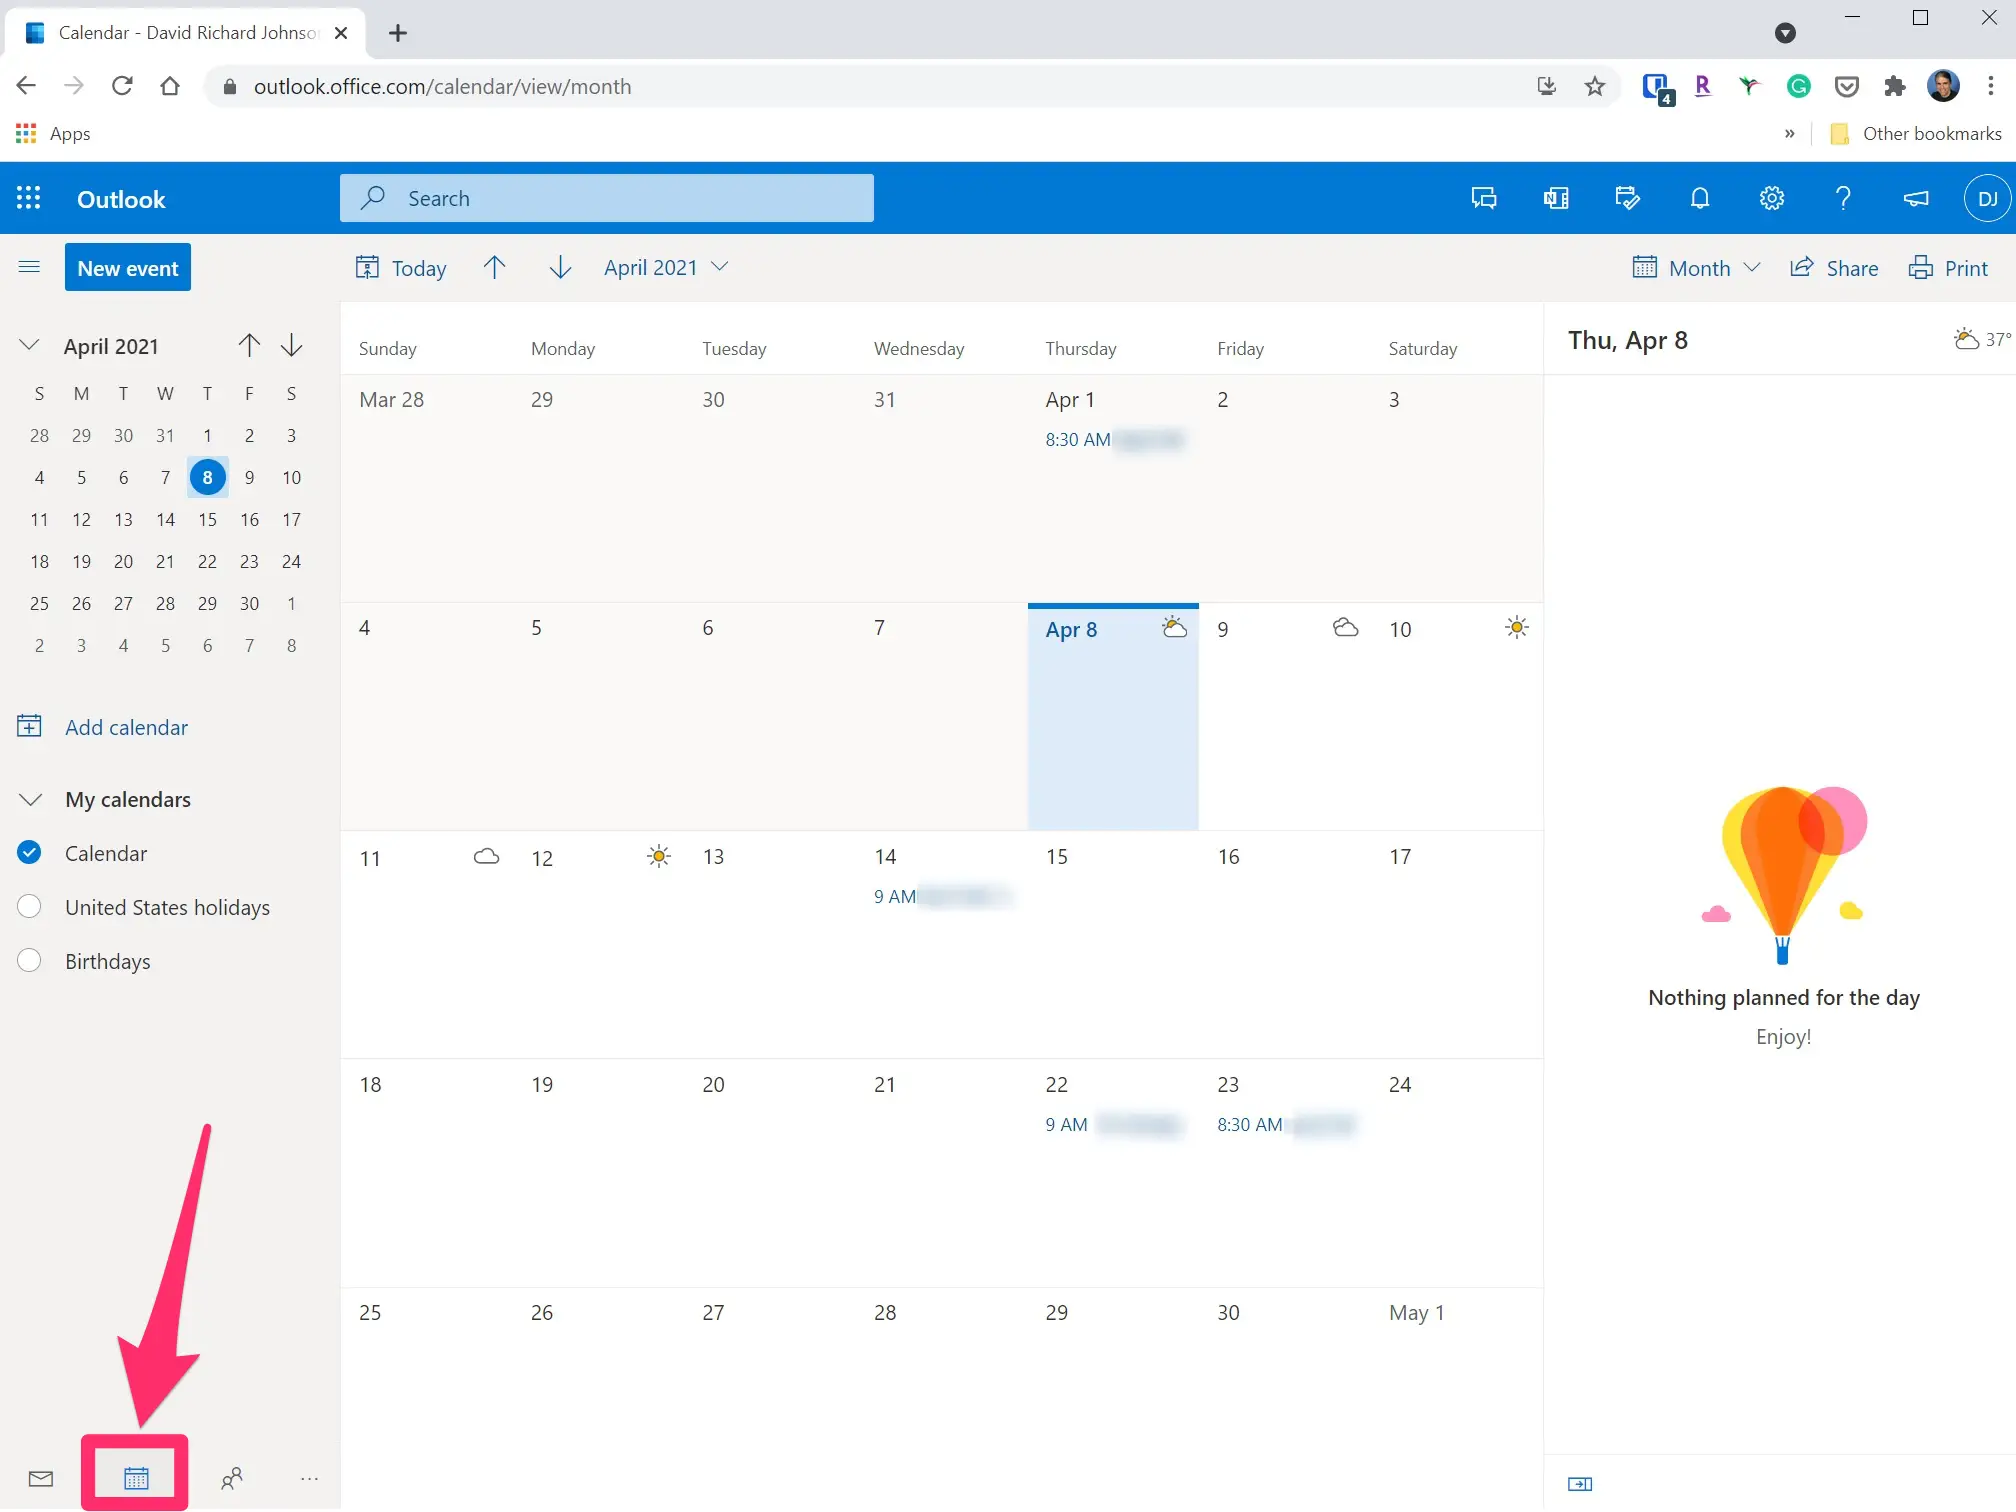 Calendar - David Richard Johnso
outlook.office.com/calendar/view/month
4
R
G
Apps
»
Other bookmarks
Outlook
Search
N
?
DJ
New event
Today
April 2021
Month
Share
Print
April 2021
S M T W T F S
28 29 30 31 1 2 3
4 5 6 7 8 9 10
11 12 13 14 15 16 17
18 19 20 21 22 23 24
25 26 27 28 29 30 1
2 3 4 5 6 7 8
Add calendar
My calendars
Calendar
United States holidays
Birthdays
Sunday Monday Tuesday Wednesday Thursday Friday Saturday
Mar 28 29 30 31 Apr 1 2 3
8:30 AM
4 5 6 7 Apr 8 9 10
11 12 13 14 15 16 17
9 AM
18 19 20 21 22 23 24
9 AM 8:30 AM
25 26 27 28 29 30 May 1
Thu, Apr 8
37°
Nothing planned for the day
Enjoy!